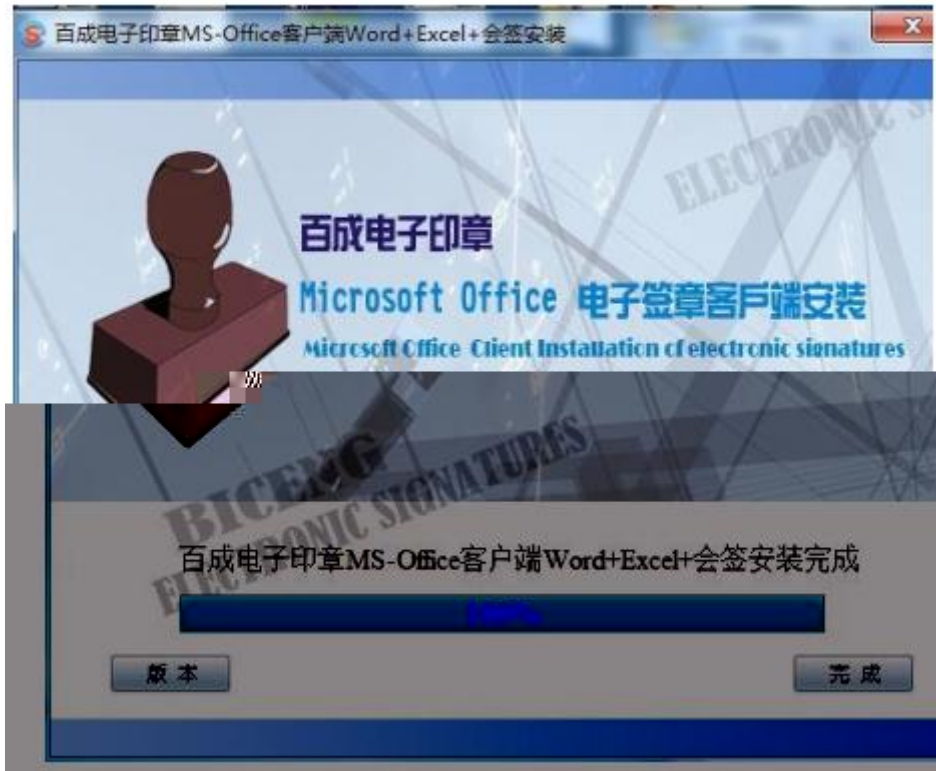 百成电子印章MS-Office客户端Word+Excel+会签安装
ELECTRONIC S
百成电子印章
Microsoft Office 电子签章客户端安装
Microsoft Office Client Installation of electronic signatures
BICENG
ELECTRONIC SIGNATURES
百成电子印章MS-Office客户端Word+Excel+会签安装完成
100%
版本
完成